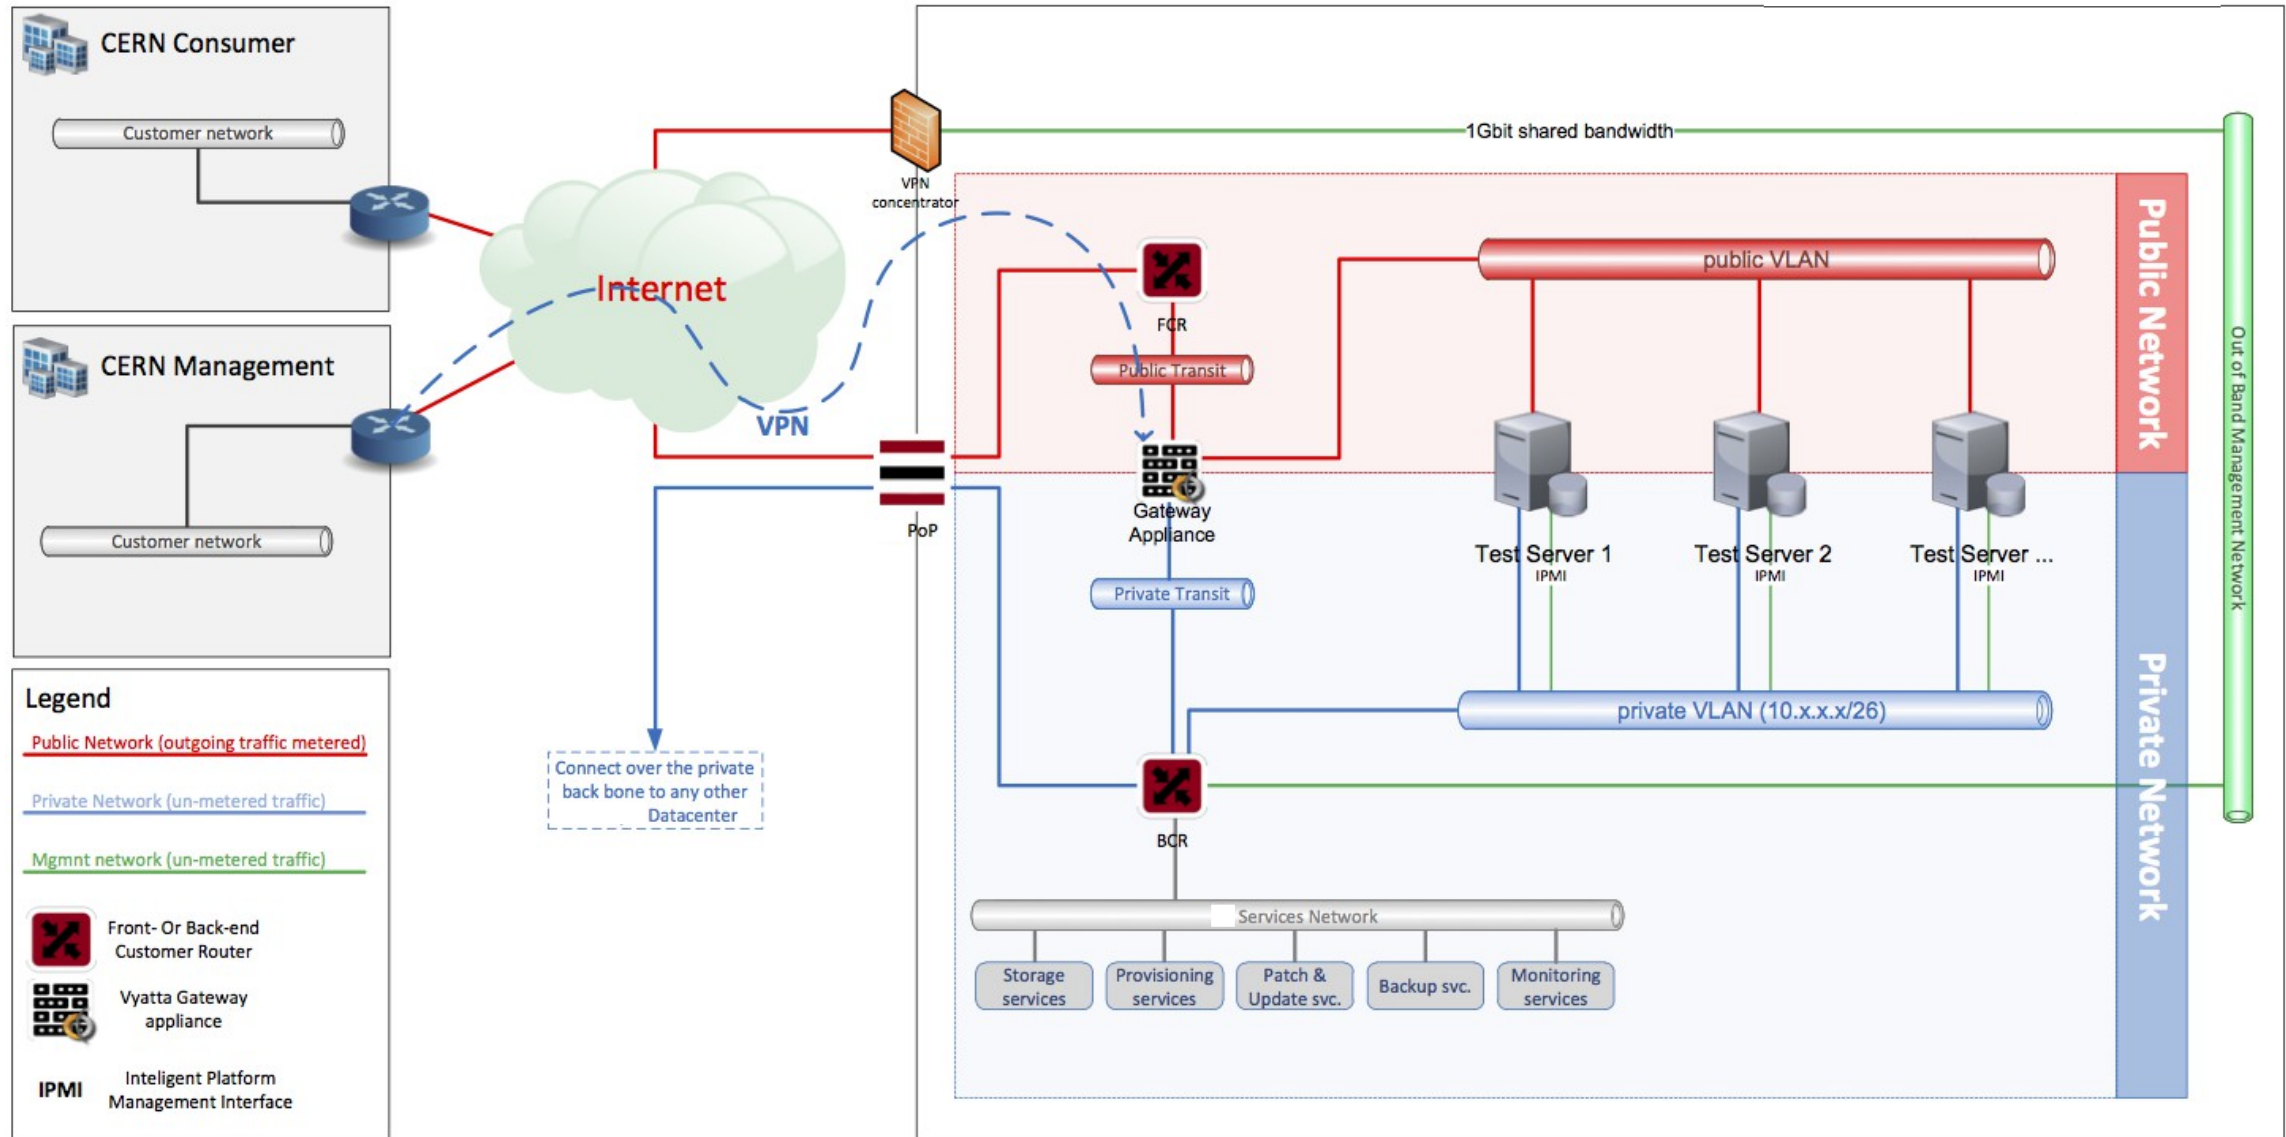 CERN Consumer
Customer network
CERN Management
Customer network
Legend
Public Network (outgoing traffic metered)
Private Network (un-metered traffic)
Mgmnt network (un-metered traffic)
Front- Or Back-end
Customer Router
Vyatta Gateway
appliance
IPMI
Inteligent Platform
Management Interface
Internet
VPN
VPN
concentrator
1Gbit shared bandwidth
PoP
Connect over the private
back bone to any other
Datacenter
FCR
Public Transit
Gateway
Appliance
Private Transit
BCR
public VLAN
Test Server 1
IPMI
Test Server 2
IPMI
Test Server ...
IPMI
private VLAN (10.x.x.x/26)
Services Network
Storage
services
Provisioning
services
Patch &
Update svc.
Backup svc.
Monitoring
services
Public Network
Private Network
Out of Band Management Network